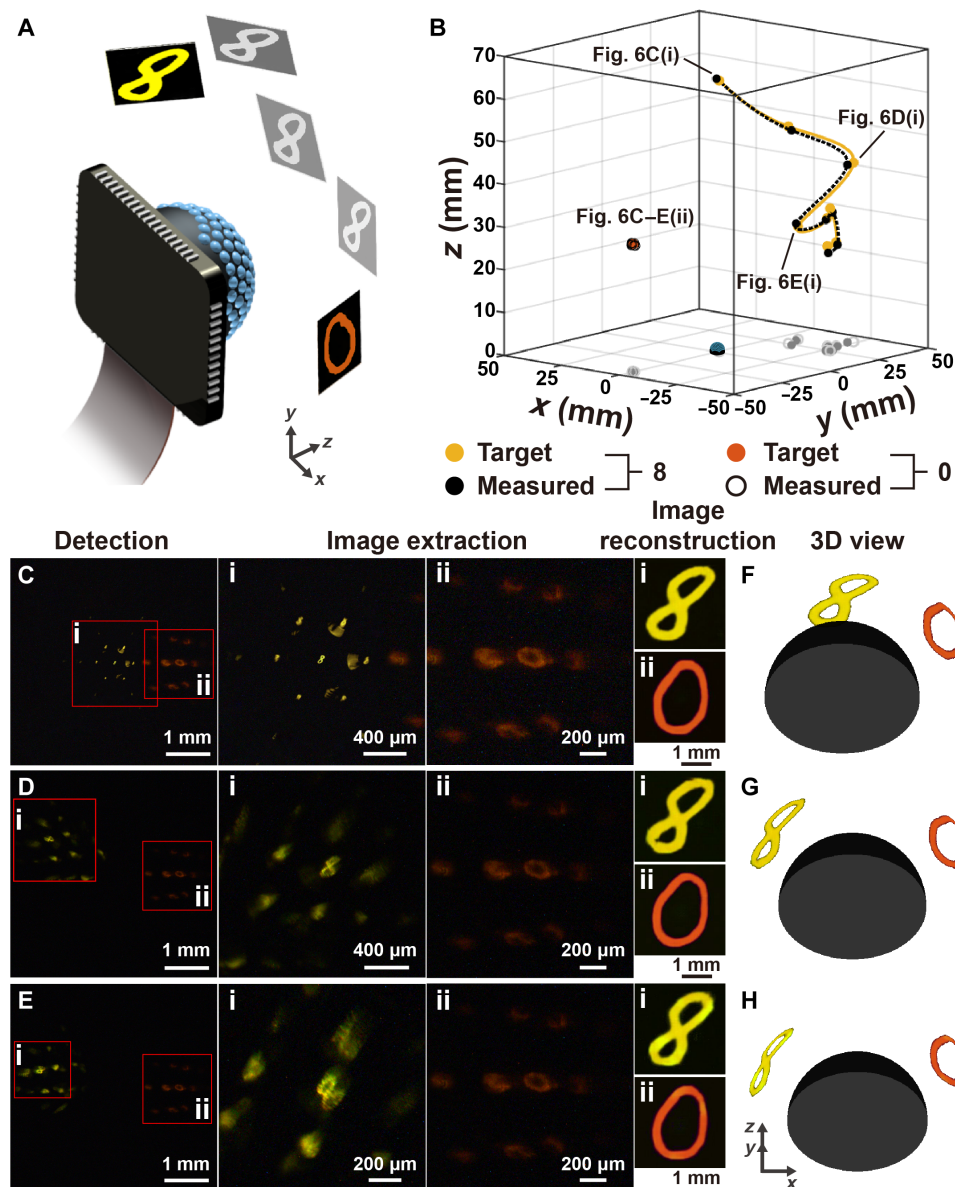 A
y
z
x
B
70
60
50
40
30
20
10
0
z (mm)
Fig. 6C(i)
Fig. 6D(i)
Fig. 6C–E(ii)
Fig. 6E(i)
50
25
0
−25
−50
x (mm)
−50
−25
0
25
50
y (mm)
Target
Measured
8
Target
Measured
0
Detection
Image extraction
Image
reconstruction
3D view
C
i
ii
1 mm
i
400 µm
ii
200 µm
i
ii
1 mm
F
D
i
ii
1 mm
i
400 µm
ii
200 µm
i
ii
1 mm
G
E
i
ii
1 mm
i
200 µm
ii
200 µm
i
ii
1 mm
H
z
y
x